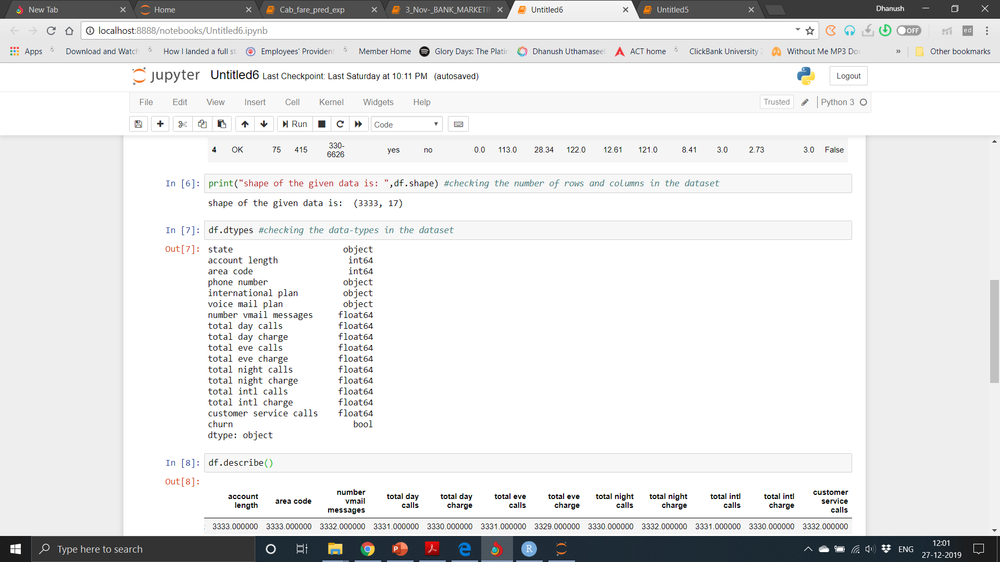 New Tab
Home
Cab_fare_pred_exp
3_Nov-_BANK_MARKETIN
Untitled6
Untitled5
Dhanush
localhost:8888/notebooks/Untitled6.ipynb
OFF
ed
Apps
Download and Watch
How I landed a full st
Employees' Provident
Member Home
Glory Days: The Platin
Dhanush Uthamaseel
ACT home
ClickBank University 2
Without Me MP3 Dov
»
Other bookmarks
jupyter Untitled6 Last Checkpoint: Last Saturday at 10:11 PM (autosaved)
Logout
File Edit View Insert Cell Kernel Widgets Help
Trusted
Python 3
Run
Code
4 OK 75 415 330-6626 yes no 0.0 113.0 28.34 122.0 12.61 121.0 8.41 3.0 2.73 3.0 False
In [6]: print("shape of the given data is: ",df.shape) #checking the number of rows and columns in the dataset
shape of the given data is:  (3333, 17)
In [7]: df.dtypes #checking the data-types in the dataset
Out[7]: state object
account length int64
area code int64
phone number object
international plan object
voice mail plan object
number vmail messages float64
total day calls float64
total day charge float64
total eve calls float64
total eve charge float64
total night calls float64
total night charge float64
total intl calls float64
total intl charge float64
customer service calls float64
churn bool
dtype: object
In [8]: df.describe()
Out[8]:
account length area code number vmail messages total day calls total day charge total eve calls total eve charge total night calls total night charge total intl calls total intl charge customer service calls
3333.000000 3333.000000 3332.000000 3331.000000 3330.000000 3331.000000 3329.000000 3330.000000 3332.000000 3331.000000 3330.000000 3332.000000
Type here to search
P
R
ENG
12:01
27-12-2019